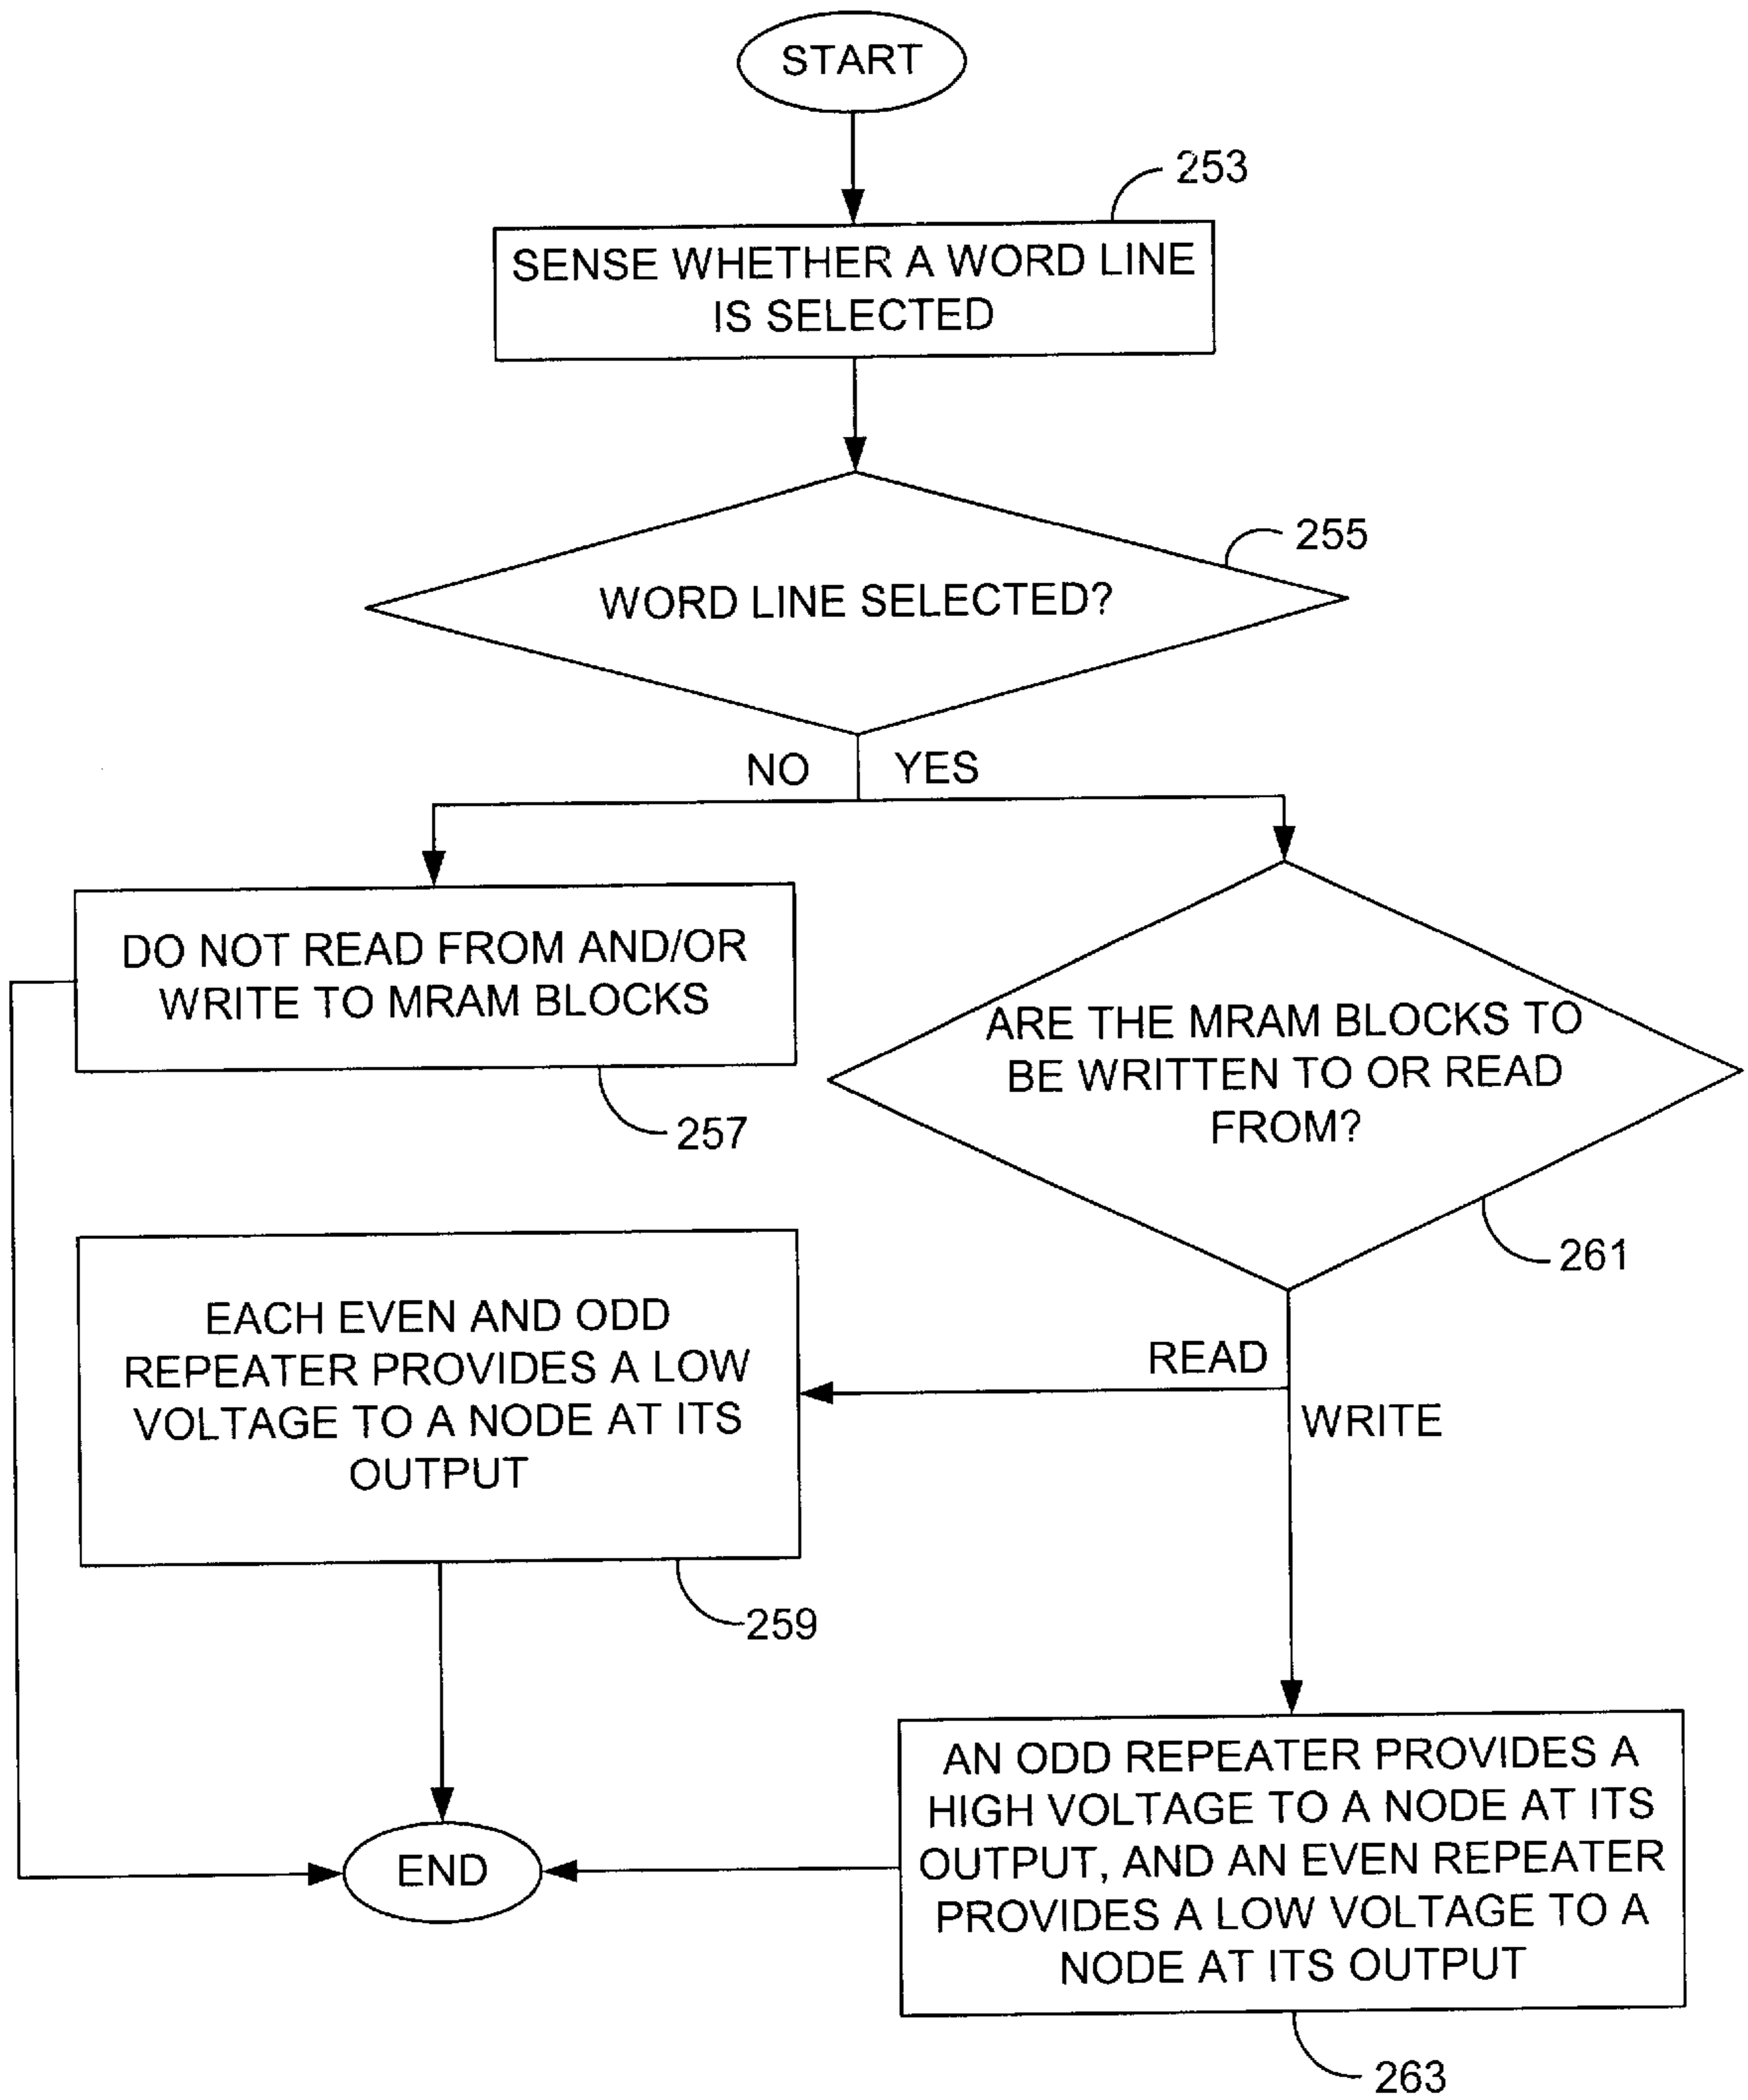 START
253
SENSE WHETHER A WORD LINE
IS SELECTED
255
WORD LINE SELECTED?
NO
YES
DO NOT READ FROM AND/OR
WRITE TO MRAM BLOCKS
257
ARE THE MRAM BLOCKS TO
BE WRITTEN TO OR READ
FROM?
261
EACH EVEN AND ODD
REPEATER PROVIDES A LOW
VOLTAGE TO A NODE AT ITS
OUTPUT
259
READ
WRITE
AN ODD REPEATER PROVIDES A
HIGH VOLTAGE TO A NODE AT ITS
OUTPUT, AND AN EVEN REPEATER
PROVIDES A LOW VOLTAGE TO A
NODE AT ITS OUTPUT
263
END